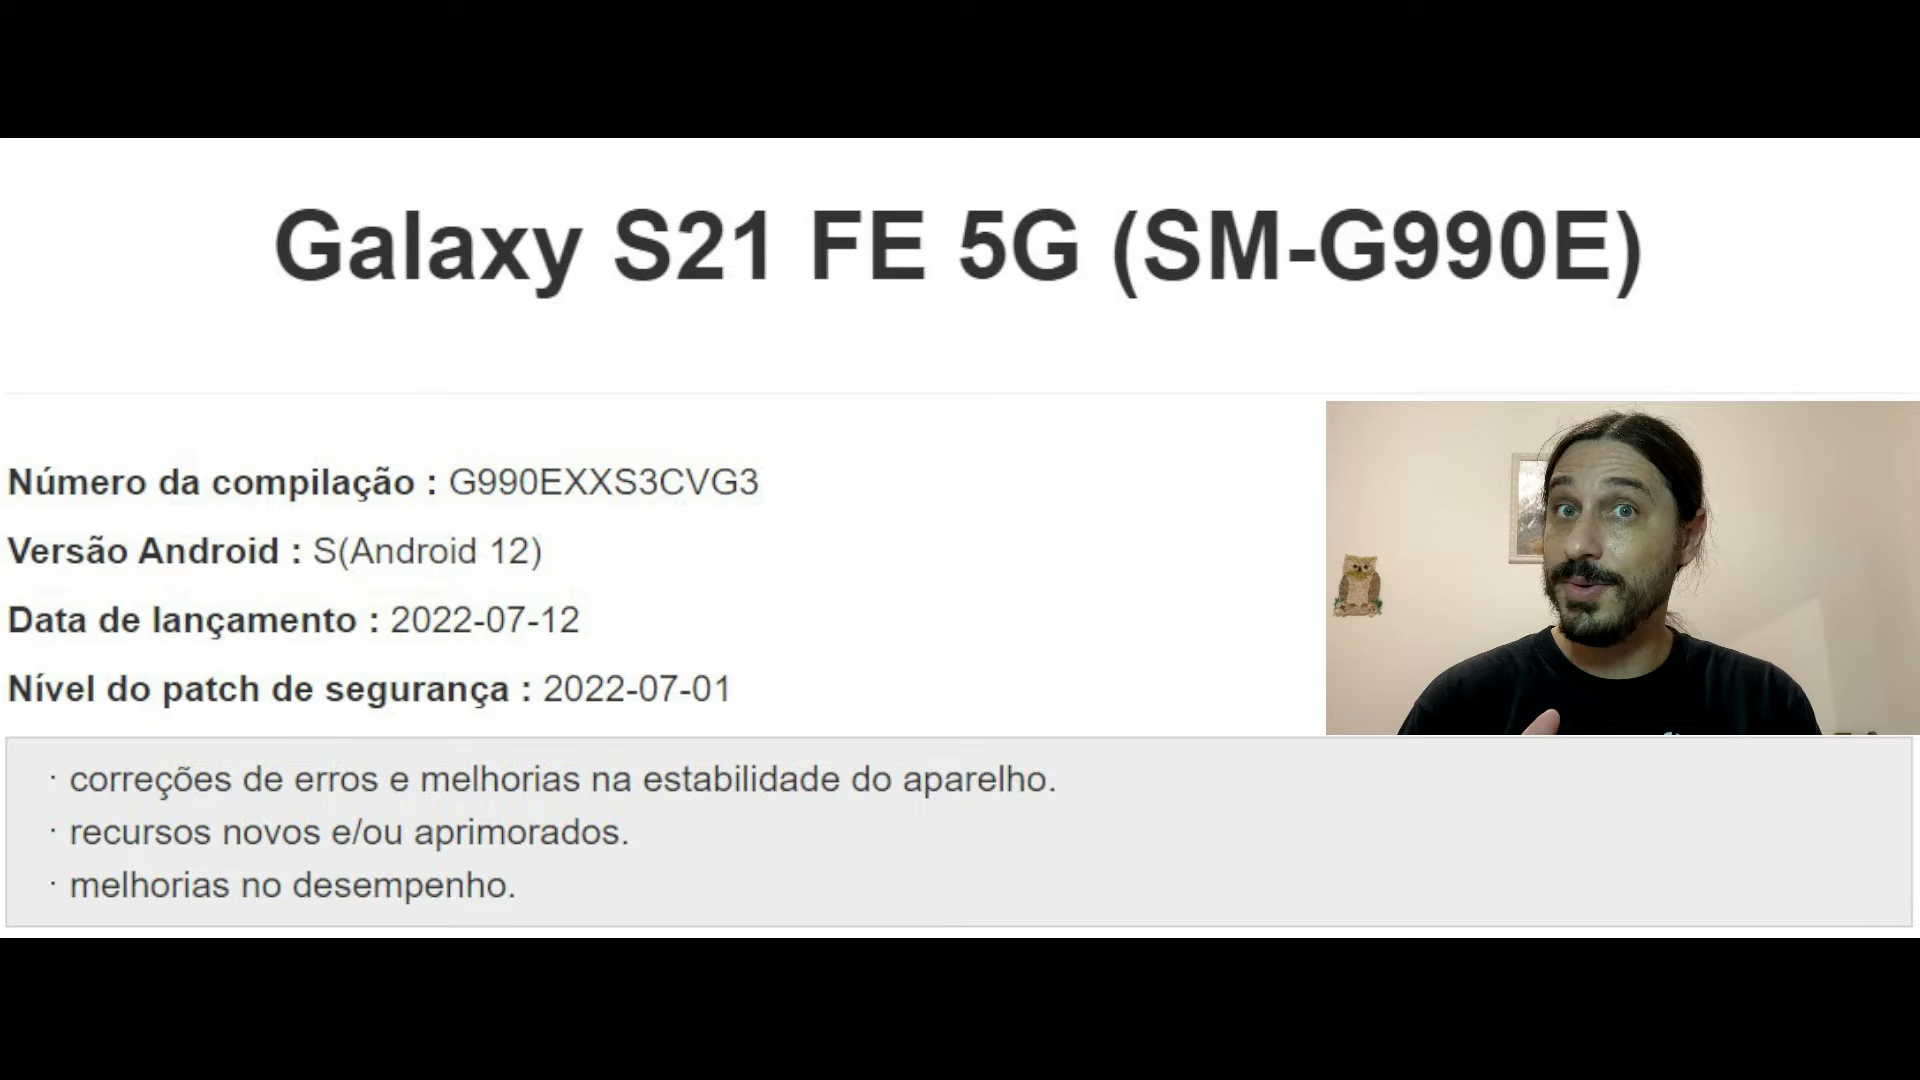 Galaxy S21 FE 5G (SM-G990E)
Número da compilação : G990EXXS3CVG3
Versão Android : S(Android 12)
Data de lançamento : 2022-07-12
Nível do patch de segurança : 2022-07-01
· correções de erros e melhorias na estabilidade do aparelho.
· recursos novos e/ou aprimorados.
· melhorias no desempenho.